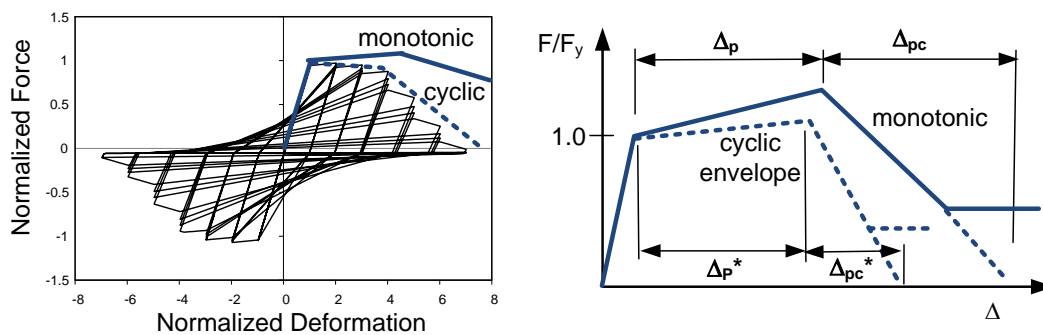 Normalized Force
1.5
1
0.5
0
-0.5
-1
-1.5
-8
-6
-4
-2
0
2
4
6
8
Normalized Deformation
monotonic
cyclic
F/Fy
1.0
Δp
Δpc
monotonic
cyclic
envelope
ΔP*
Δpc*
Δ